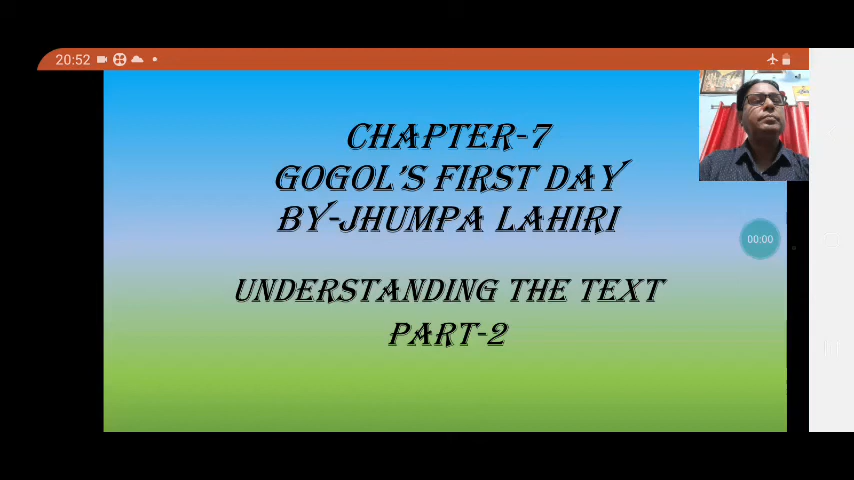 20:52
CHAPTER-7
GOGOL'S FIRST DAY
BY-JHUMPA LAHIRI
00:00
UNDERSTANDING THE TEXT
PART-2